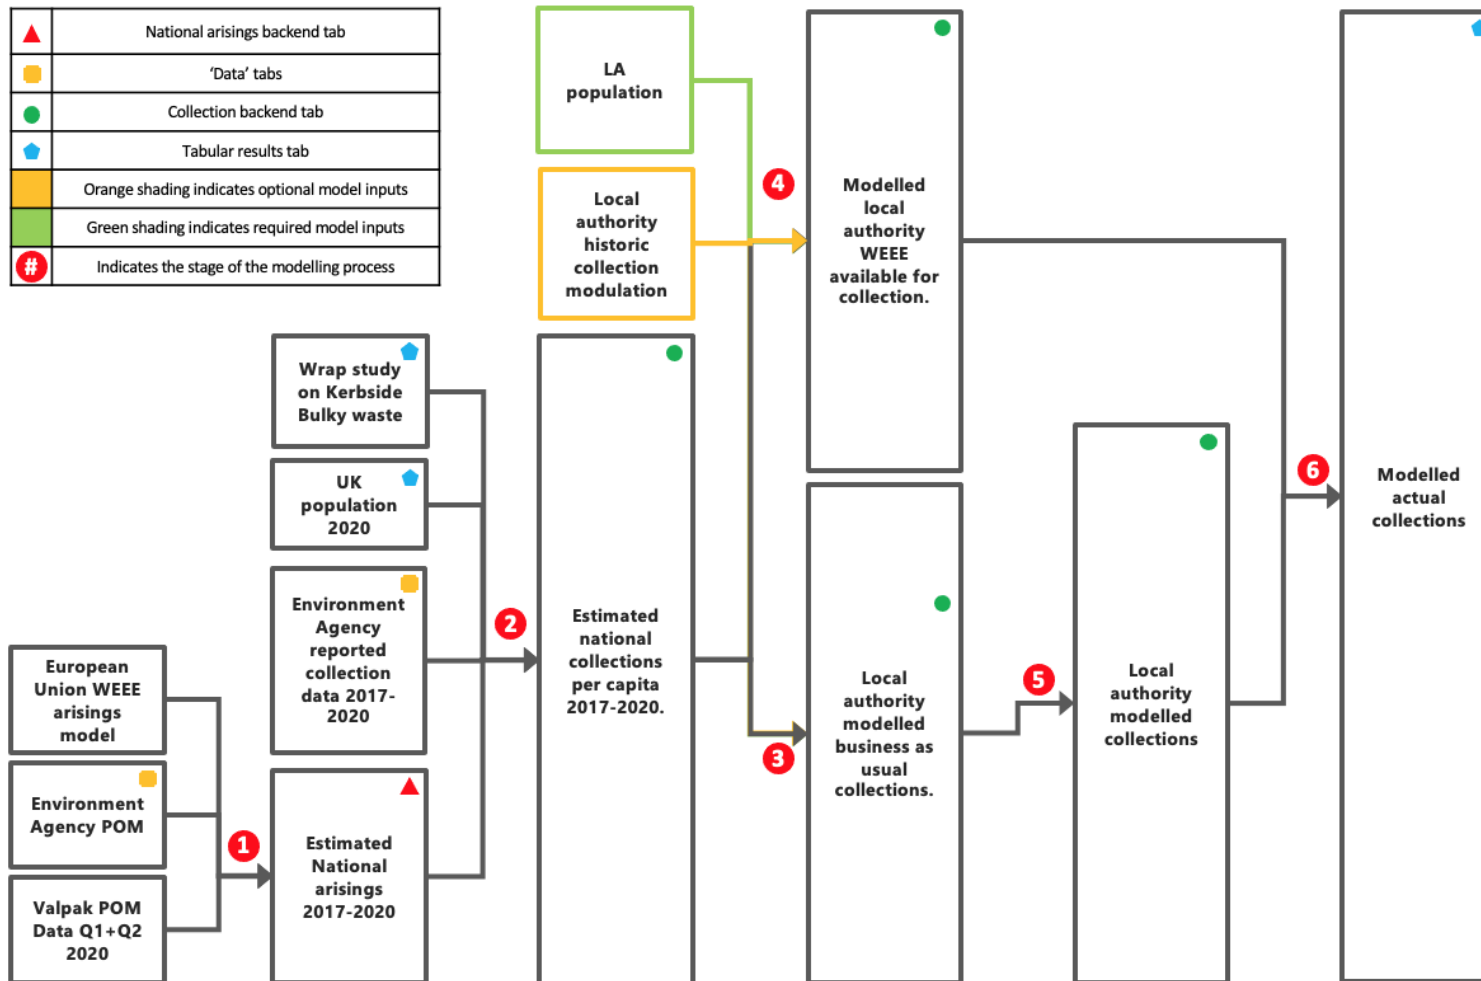 National arisings backend tab
'Data' tabs
Collection backend tab
Tabular results tab
Orange shading indicates optional model inputs
Green shading indicates required model inputs
#
Indicates the stage of the modelling process
European
Union WEEE
arisings
model
Environment
Agency POM
Valpak POM
Data Q1+Q2
2020
1
Wrap study
on Kerbside
Bulky waste
UK
population
2020
Environment
Agency
reported
collection
data 2017-
2020
Estimated
National
arisings
2017-2020
2
LA
population
Local
authority
historic
collection
modulation
Estimated
national
collections
per capita
2017-2020.
4
3
Modelled
local
authority
WEEE
available for
collection.
Local
authority
modelled
business as
usual
collections.
5
Local
authority
modelled
collections
6
Modelled
actual
collections